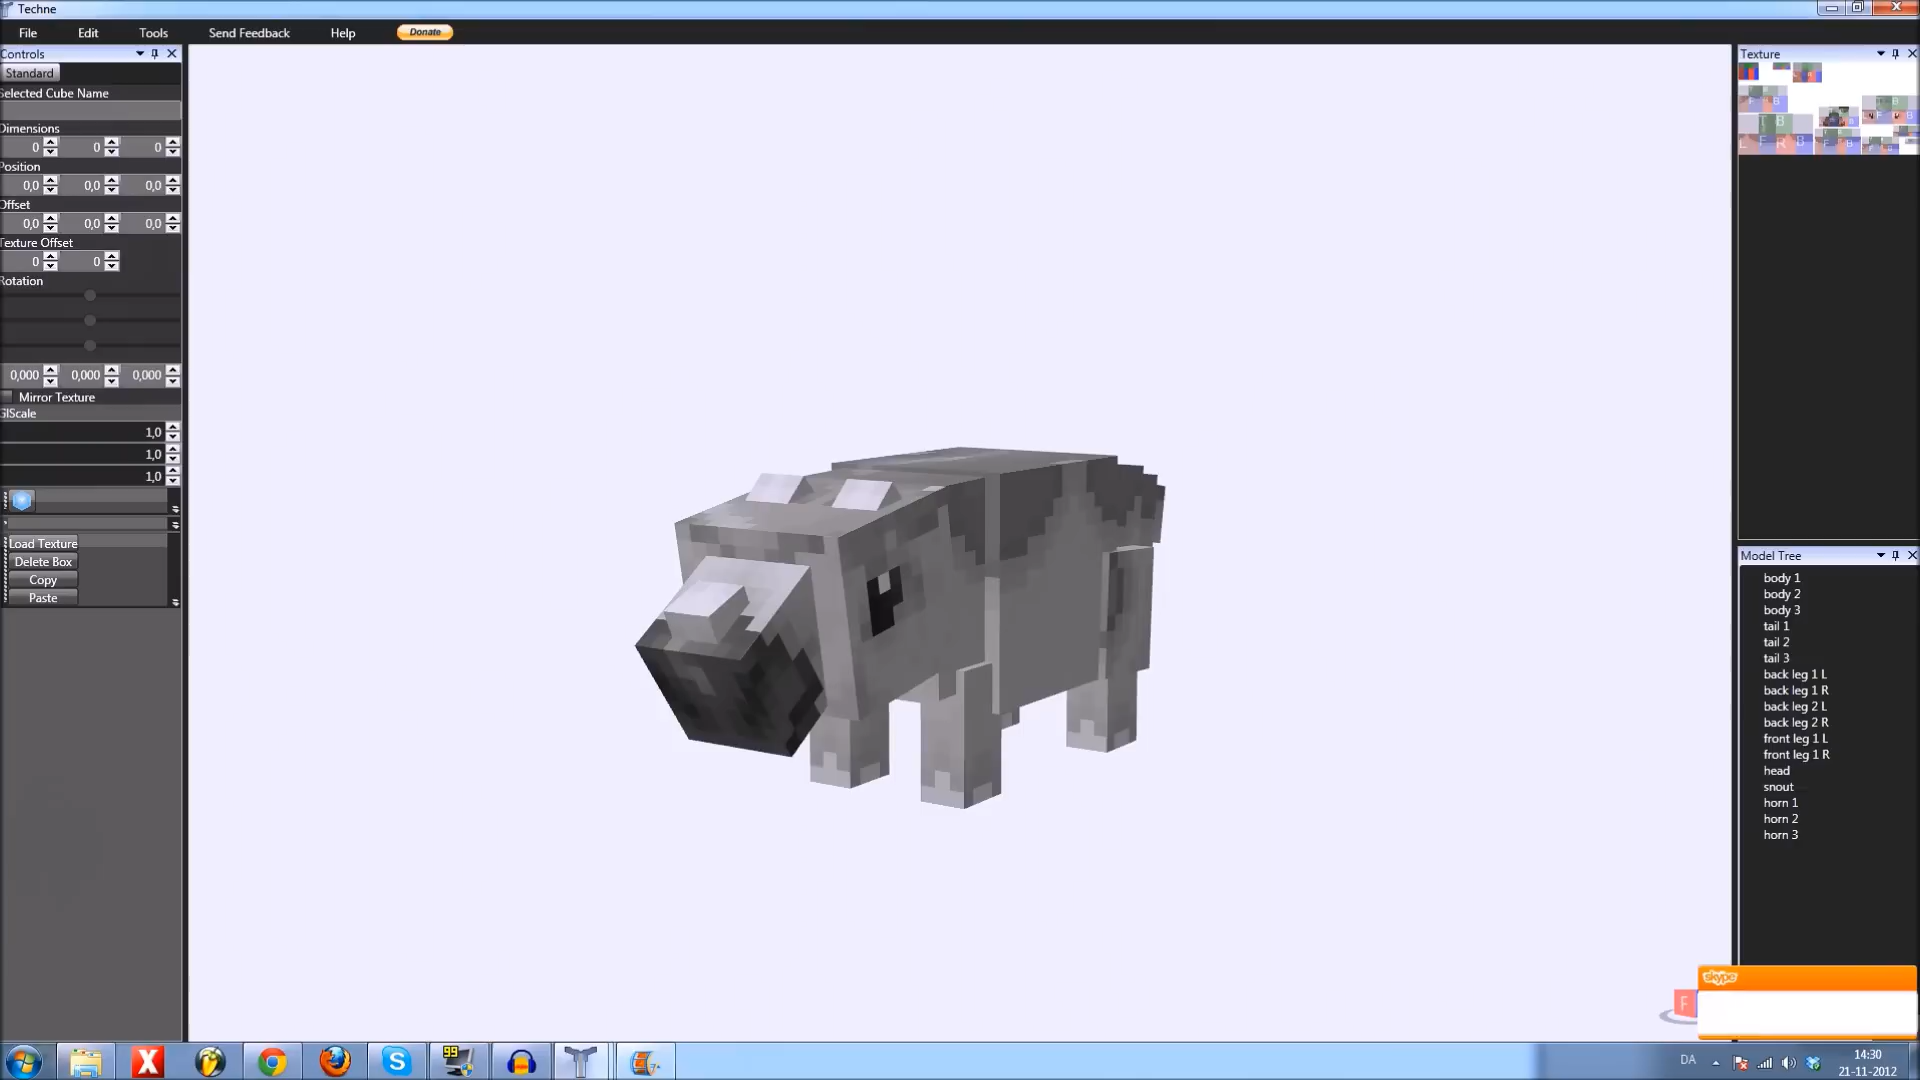 Techne
File Edit Tools Send Feedback Help Donate
Controls
Standard
Selected Cube Name
Dimensions
0 0 0
Position
0,0 0,0 0,0
Offset
0,0 0,0 0,0
Texture Offset
0 0
Rotation
0,000 0,000 0,000
Mirror Texture
GlScale
1,0
1,0
1,0
Load Texture
Delete Box
Copy
Paste
Texture
T B
L F R B
Model Tree
body 1
body 2
body 3
tail 1
tail 2
tail 3
back leg 1 L
back leg 1 R
back leg 2 L
back leg 2 R
front leg 1 L
front leg 1 R
head
snout
horn 1
horn 2
horn 3
skype
F
99
DA
14:30
21-11-2012